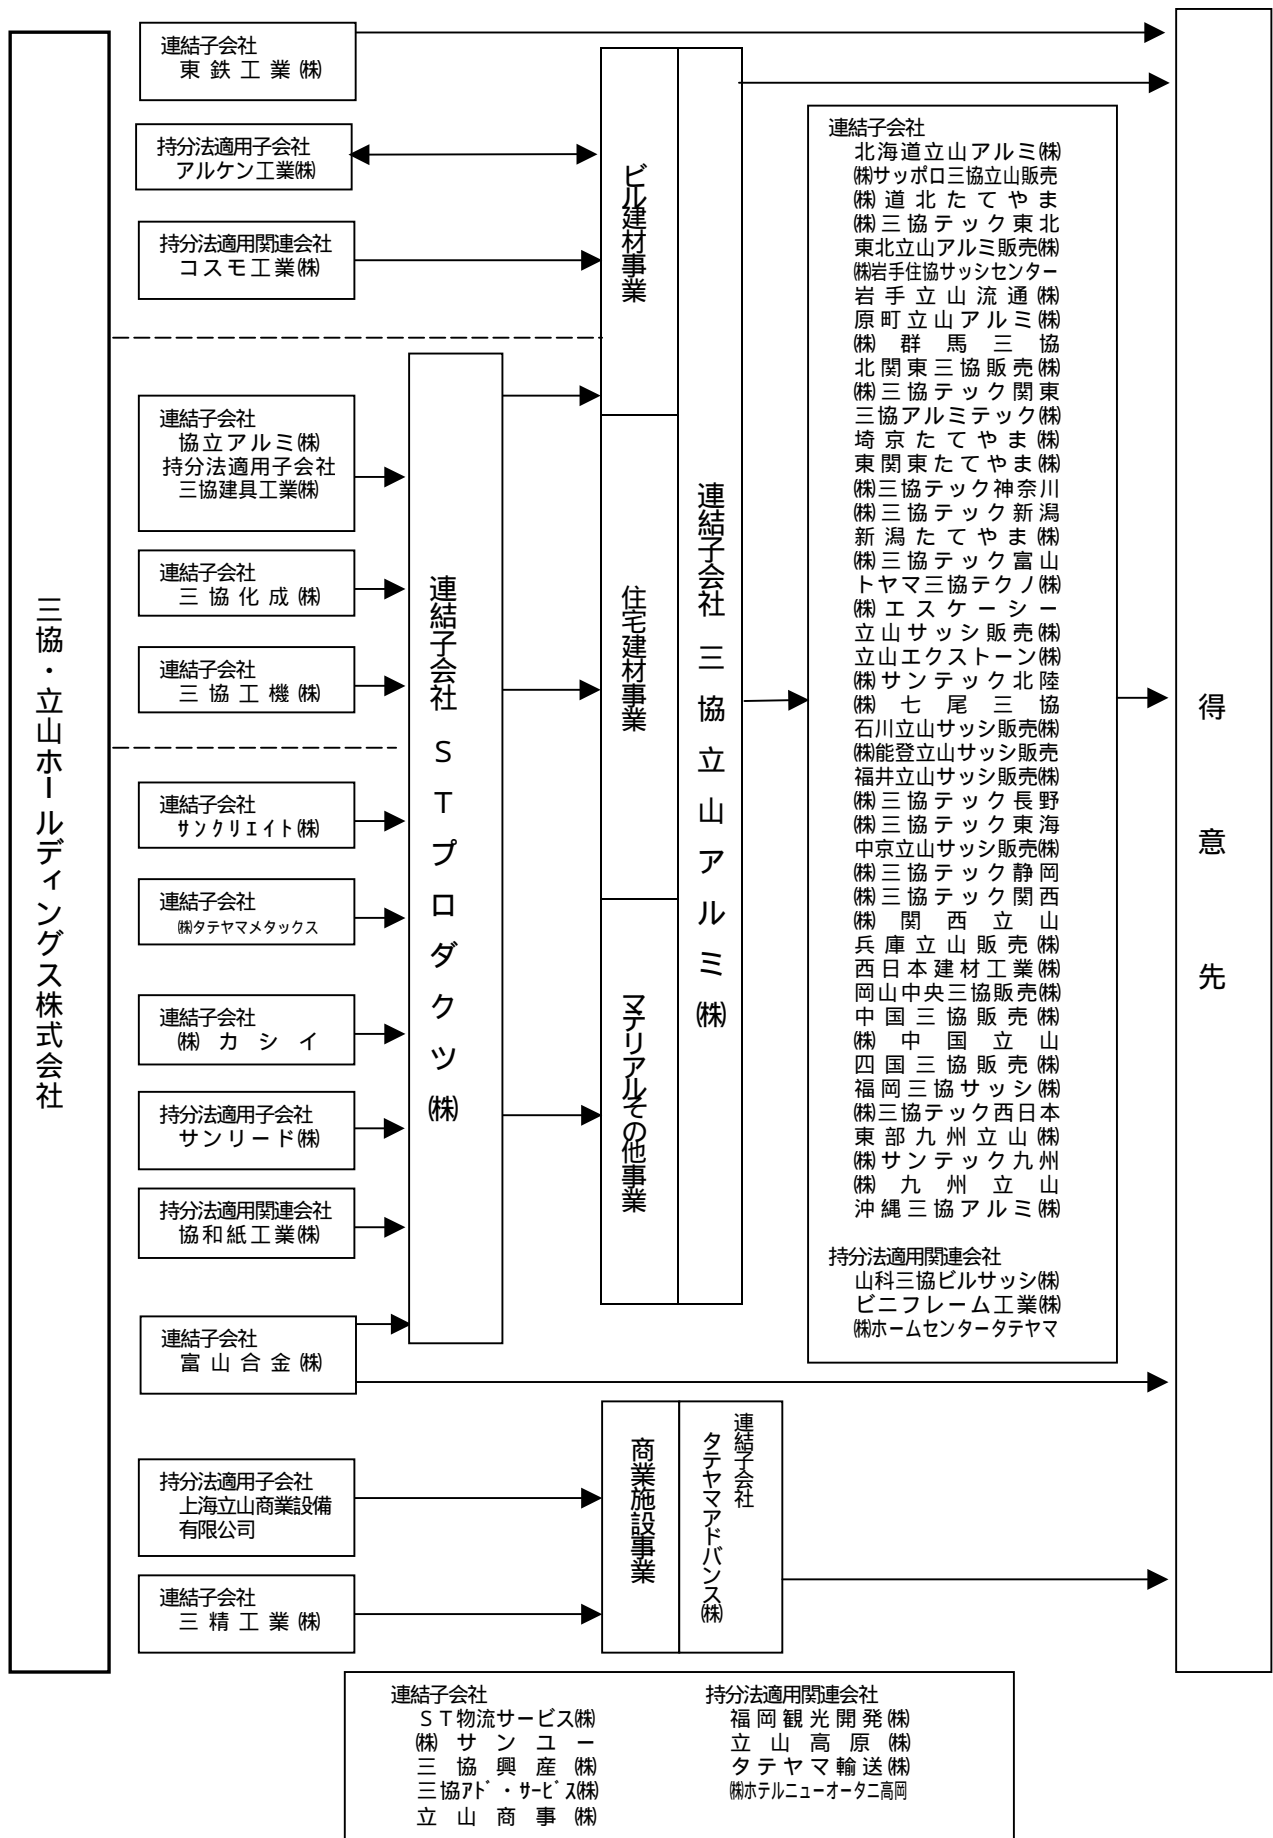 三協・立山ホールディングス株式会社
連結子会社
東鉄工業㈱
持分法適用子会社
アルケン工業㈱
持分法適用関連会社
コスモ工業㈱
連結子会社
協立アルミ㈱
持分法適用子会社
三協建具工業㈱
連結子会社
三協化成㈱
連結子会社
三協工機㈱
連結子会社
サンクリエイト㈱
連結子会社
㈱タテヤマメタックス
連結子会社
㈱カシイ
持分法適用子会社
サンリード㈱
持分法適用関連会社
協和紙工業㈱
連結子会社
富山合金㈱
持分法適用子会社
上海立山商業設備
有限公司
連結子会社
三精工業㈱
連結子会社 STプロダクツ㈱
ビル建材事業
住宅建材事業
マテリアルその他事業
連結子会社 三協立山アルミ㈱
商業施設事業
連結子会社
タテヤマアドバンス㈱
連結子会社
北海道立山アルミ㈱
㈱サッポロ三協立山販売
㈱道北たてやま
㈱三協テック東北
東北立山アルミ販売㈱
㈱岩手住協サッシセンター
岩手立山流通㈱
原町立山アルミ㈱
㈱群馬三協
北関東三協販売㈱
㈱三協テック関東
三協アルミテック㈱
埼京たてやま㈱
東関東たてやま㈱
㈱三協テック神奈川
㈱三協テック新潟
新潟たてやま㈱
㈱三協テック富山
トヤマ三協テクノ㈱
㈱エスケーシー
立山サッシ販売㈱
立山エクストーン㈱
㈱サンテック北陸
㈱七尾三協
石川立山サッシ販売㈱
㈱能登立山サッシ販売
福井立山サッシ販売㈱
㈱三協テック長野
㈱三協テック東海
中京立山サッシ販売㈱
㈱三協テック静岡
㈱三協テック関西
㈱関西立山
兵庫立山販売㈱
西日本建材工業㈱
岡山中央三協販売㈱
中国三協販売㈱
㈱中国立山
四国三協販売㈱
福岡三協サッシ㈱
㈱三協テック西日本
東部九州立山㈱
㈱サンテック九州
㈱九州立山
沖縄三協アルミ㈱
持分法適用関連会社
山科三協ビルサッシ㈱
ビニフレーム工業㈱
㈱ホームセンタータテヤマ
得意先
連結子会社
ST物流サービス㈱
㈱サンユー
三協興産㈱
三協アド・サービス㈱
立山商事㈱
持分法適用関連会社
福岡観光開発㈱
立山高原㈱
タテヤマ輸送㈱
㈱ホテルニューオータニ高岡